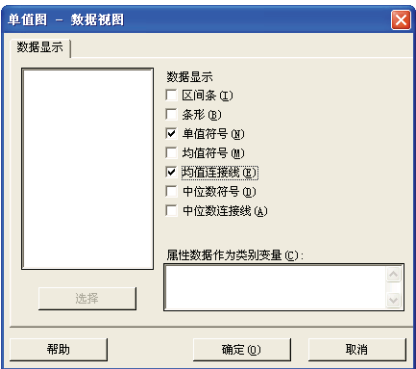 单值图 - 数据视图
数据显示
数据显示
区间条(I)
条形(B)
单值符号(N)
均值符号(M)
均值连接线(E)
中位数符号(D)
中位数连接线(A)
属性数据作为类别变量(C):
选择
帮助
确定(O)
取消